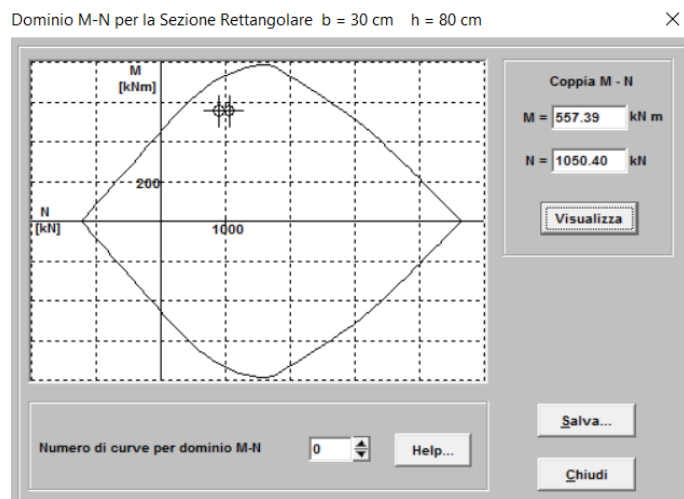 Dominio M-N per la Sezione Rettangolare b = 30 cm h = 80 cm
M
[kNm]
200
N
[kN]
1000
Coppia M - N
M = 557.39 kN m
N = 1050.40 kN
Visualizza
Numero di curve per dominio M-N 0 Help...
Salva...
Chiudi